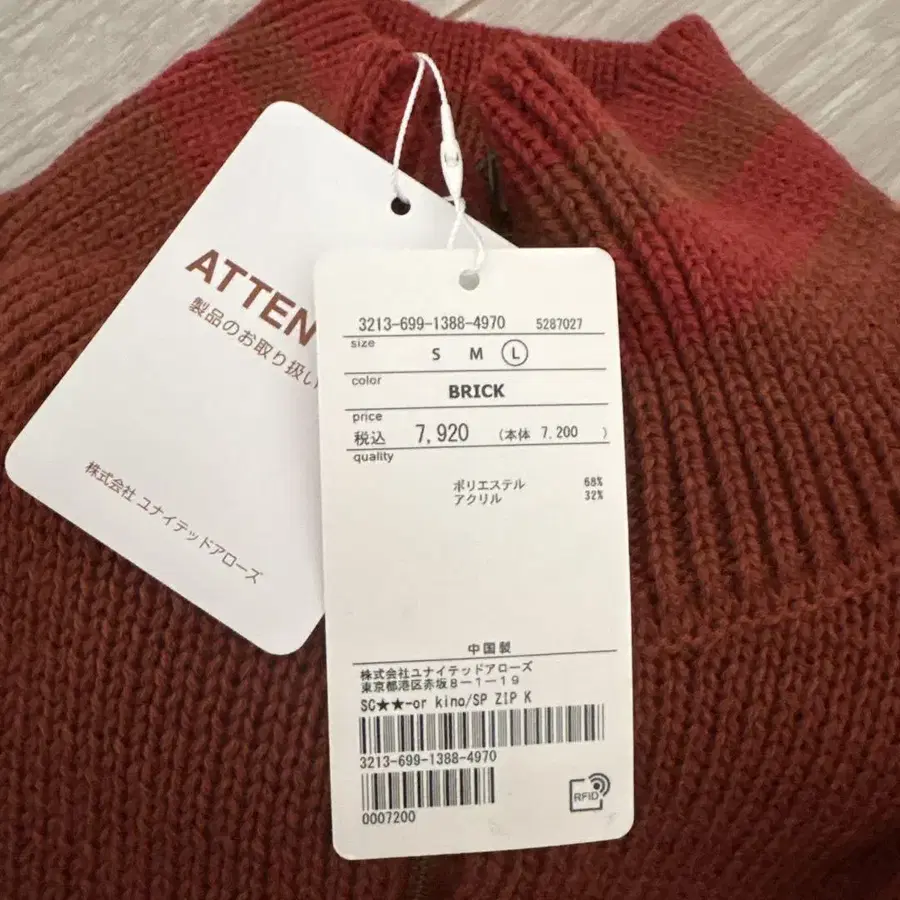 ATTEN
製品のお取り扱い
株式会社 ユナイテッドアローズ
3213-699-1388-4970 5287027
size
S M L
color
BRICK
price
税込 7,920 (本体 7,200 )
quality
ポリエステル 68%
アクリル 32%
中国製
株式会社ユナイテッドアローズ
東京都港区赤坂8ー1ー19
SC★★-or kino/SP ZIP K
3213-699-1388-4970
0007200
RFID